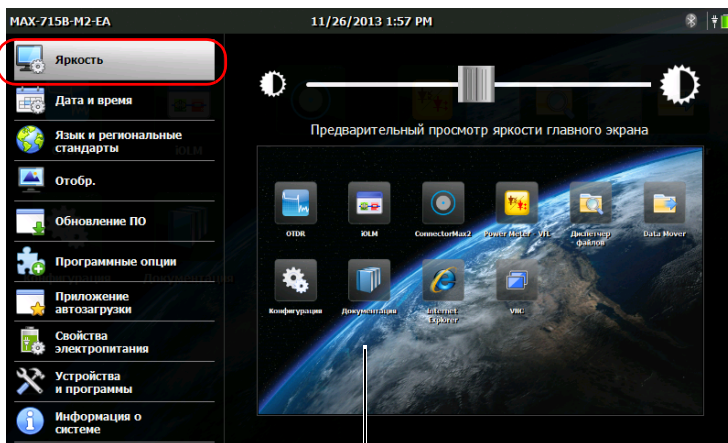 MAX-715B-M2-EA
11/26/2013 1:57 PM
Яркость
Дата и время
Язык и региональные
стандарты
Отобр.
Обновление ПО
Программные опции
Приложение
автозагрузки
Свойства
электропитания
Устройства
и программы
Информация о
системе
Предварительный просмотр яркости главного экрана
OTDR
iOLM
ConnectorMax2
Power Meter - VFL
Диспетчер
файлов
Data Mover
Конфигурация
Документация
Internet
Explorer
VNC